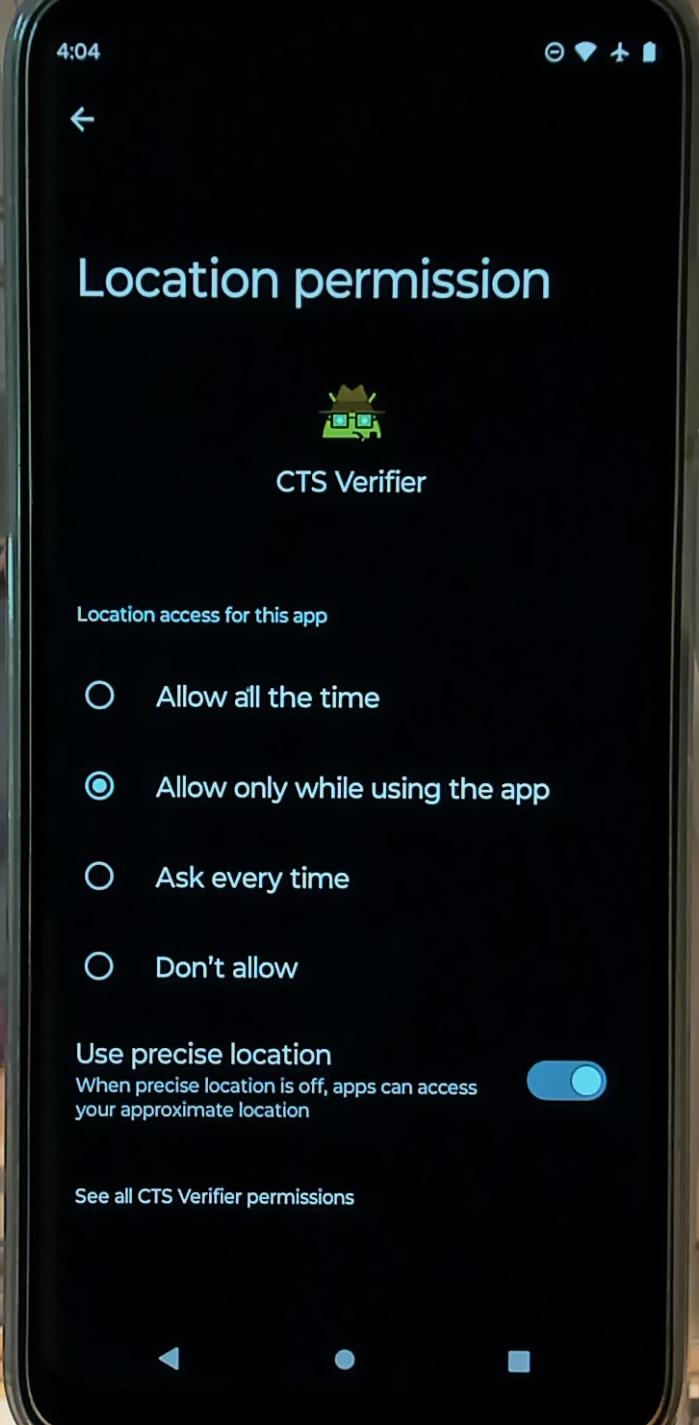 4:04
Location permission
CTS Verifier
Location access for this app
Allow all the time
Allow only while using the app
Ask every time
Don't allow
Use precise location
When precise location is off, apps can access
your approximate location
See all CTS Verifier permissions